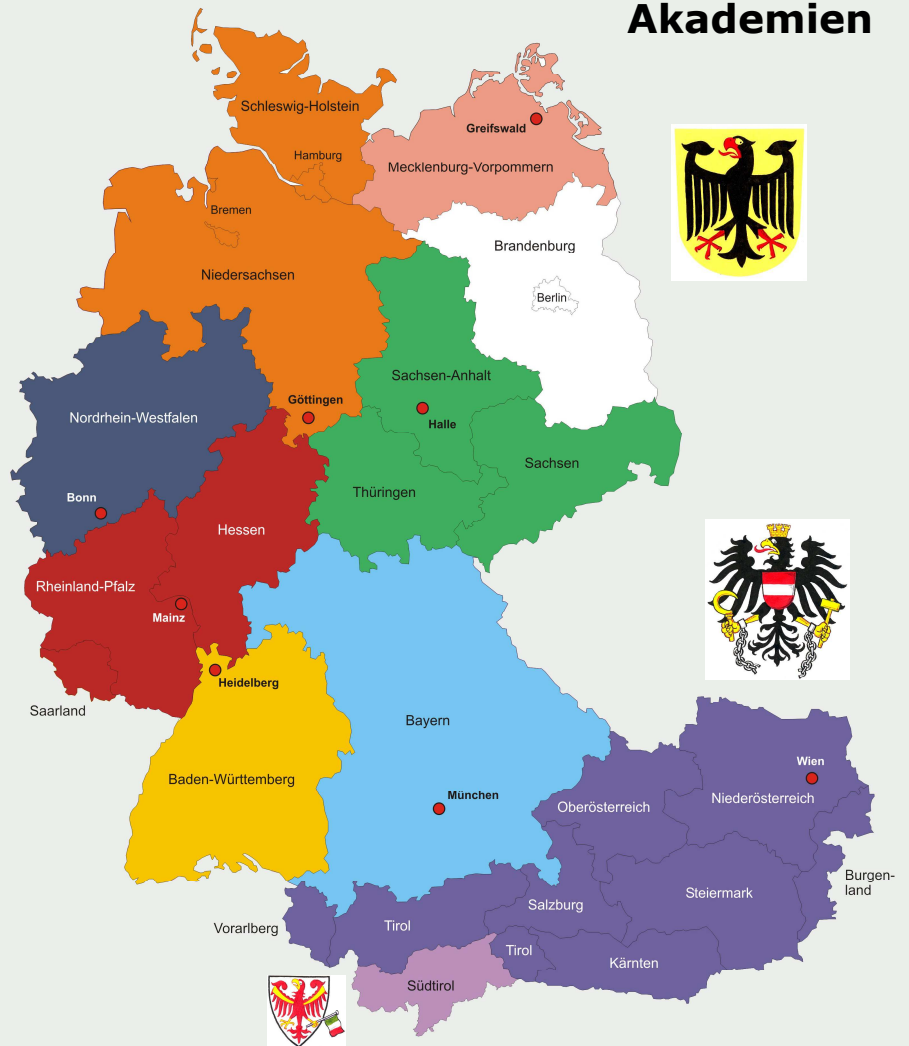 Akademien
Schleswig-Holstein
Greifswald
Hamburg
Mecklenburg-Vorpommern
Bremen
Brandenburg
Niedersachsen
Berlin
Sachsen-Anhalt
Göttingen
Nordrhein-Westfalen
Halle
Sachsen
Thüringen
Bonn
Hessen
Rheinland-Pfalz
Mainz
Heidelberg
Saarland
Bayern
Wien
Baden-Württemberg
München
Niederösterreich
Oberösterreich
Burgen-
land
Steiermark
Salzburg
Vorarlberg
Tirol
Tirol
Kärnten
Südtirol